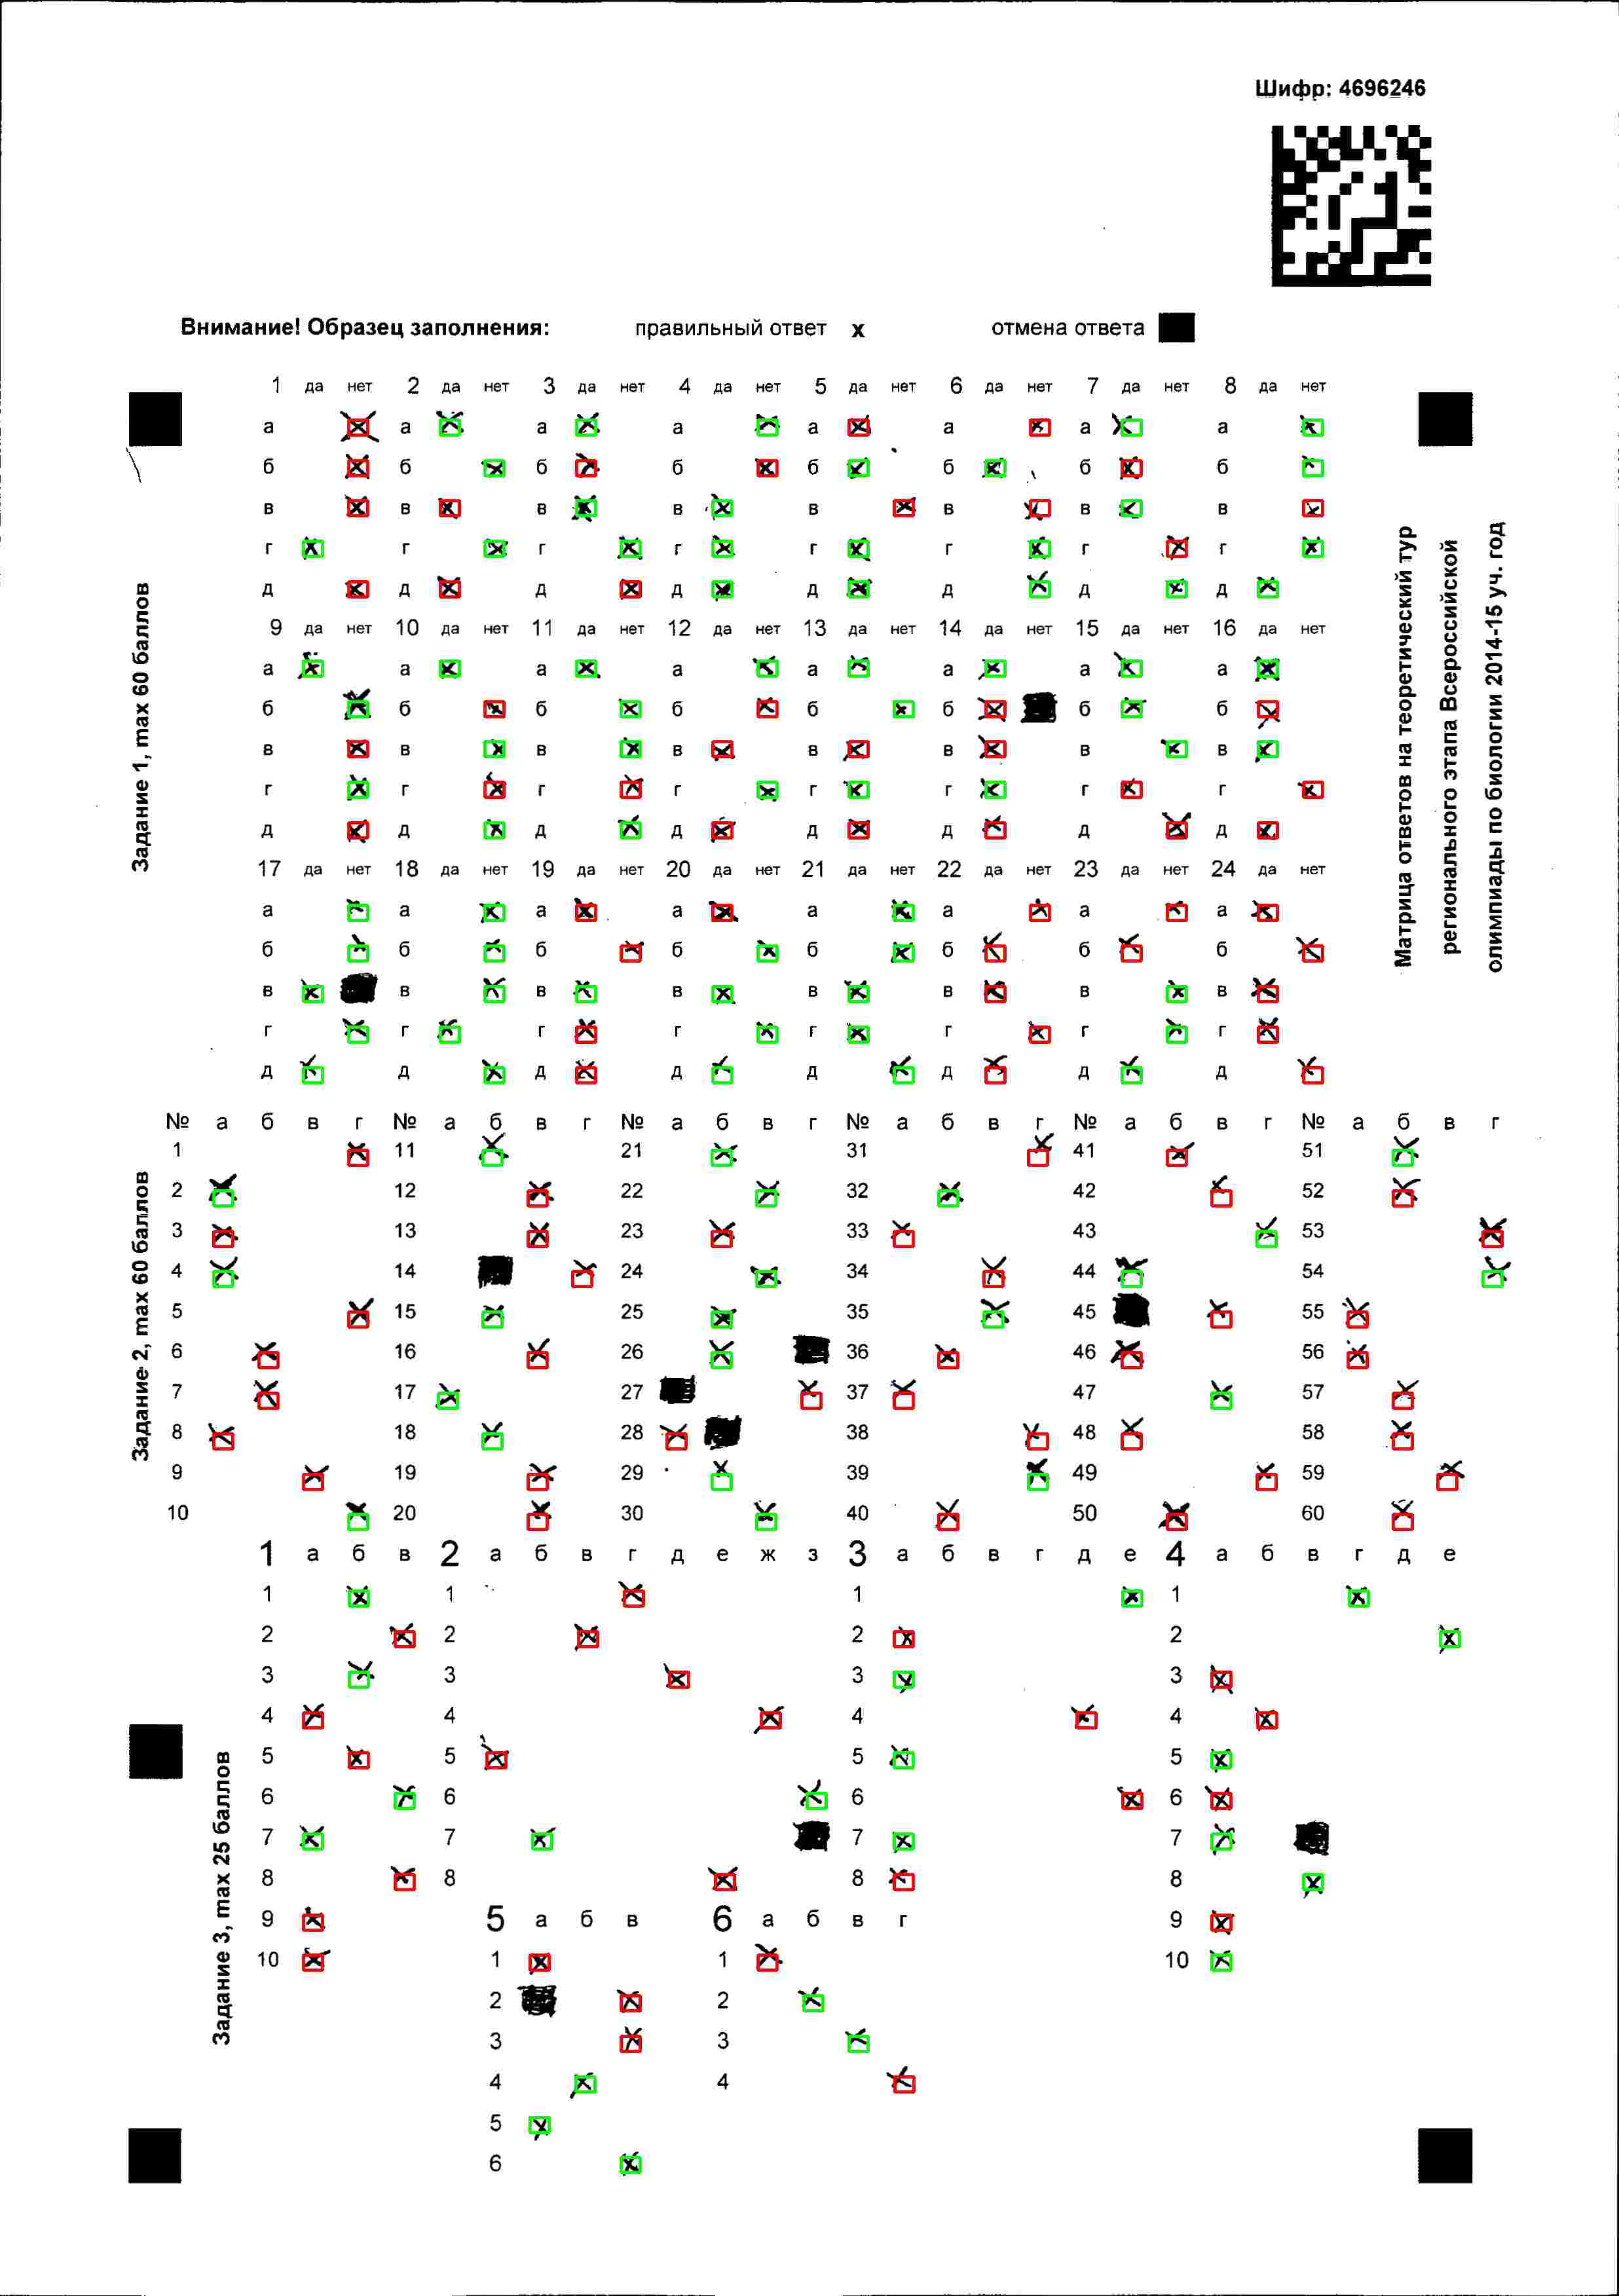 Шифр: 4696246
Внимание! Образец заполнения: правильный ответ x отмена ответа
1 да нет 2 да нет 3 да нет 4 да нет 5 да нет 6 да нет 7 да нет 8 да нет
а а а а а а а а
б б б б б б б б
в в в в в в в в
г г г г г г г г
д д д д д д д д
9 да нет 10 да нет 11 да нет 12 да нет 13 да нет 14 да нет 15 да нет 16 да нет
а а а а а а а а
б б б б б б б б
в в в в в в в в
г г г г г г г г
д д д д д д д д
17 да нет 18 да нет 19 да нет 20 да нет 21 да нет 22 да нет 23 да нет 24 да нет
а а а а а а а а
б б б б б б б б
в в в в в в в в
г г г г г г г г
д д д д д д д д
Задание 1, max 60 баллов
Матрица ответов на теоретический тур
регионального этапа Всероссийской
олимпиады по биологии 2014-15 уч. год
№ а б в г № а б в г № а б в г № а б в г № а б в г № а б в г
1 11 21 31 41 51
2 12 22 32 42 52
3 13 23 33 43 53
4 14 24 34 44 54
5 15 25 35 45 55
6 16 26 36 46 56
7 17 27 37 47 57
8 18 28 38 48 58
9 19 29 39 49 59
10 20 30 40 50 60
Задание 2, max 60 баллов
1 а б в 2 а б в г д е ж з 3 а б в г д е 4 а б в г д е
1 1 1 1
2 2 2 2
3 3 3 3
4 4 4 4
5 5 5 5
6 6 6 6
7 7 7 7
8 8 8 8
9 5 а б в 6 а б в г 9
10 1 1 10
2 2
3 3
4 4
5
6
Задание 3, max 25 баллов